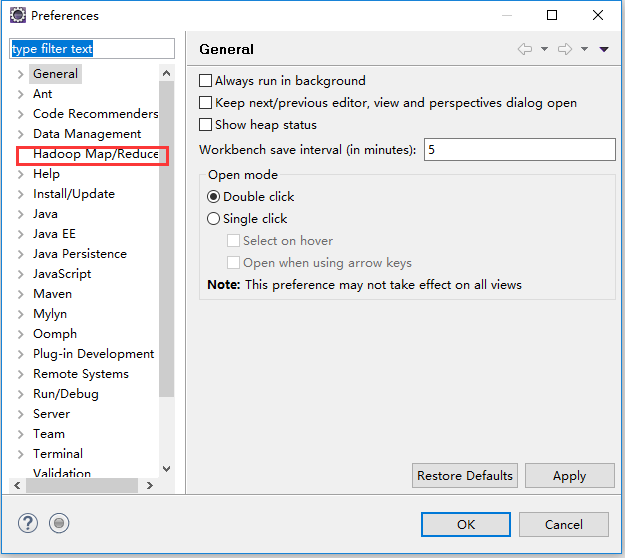 Preferences
type filter text
General
Ant
Code Recommenders
Data Management
Hadoop Map/Reduce
Help
Install/Update
Java
Java EE
Java Persistence
JavaScript
Maven
Mylyn
Oomph
Plug-in Development
Remote Systems
Run/Debug
Server
Team
Terminal
Validation
General
Always run in background
Keep next/previous editor, view and perspectives dialog open
Show heap status
Workbench save interval (in minutes): 5
Open mode
Double click
Single click
Select on hover
Open when using arrow keys
Note: This preference may not take effect on all views
Restore Defaults Apply
OK Cancel